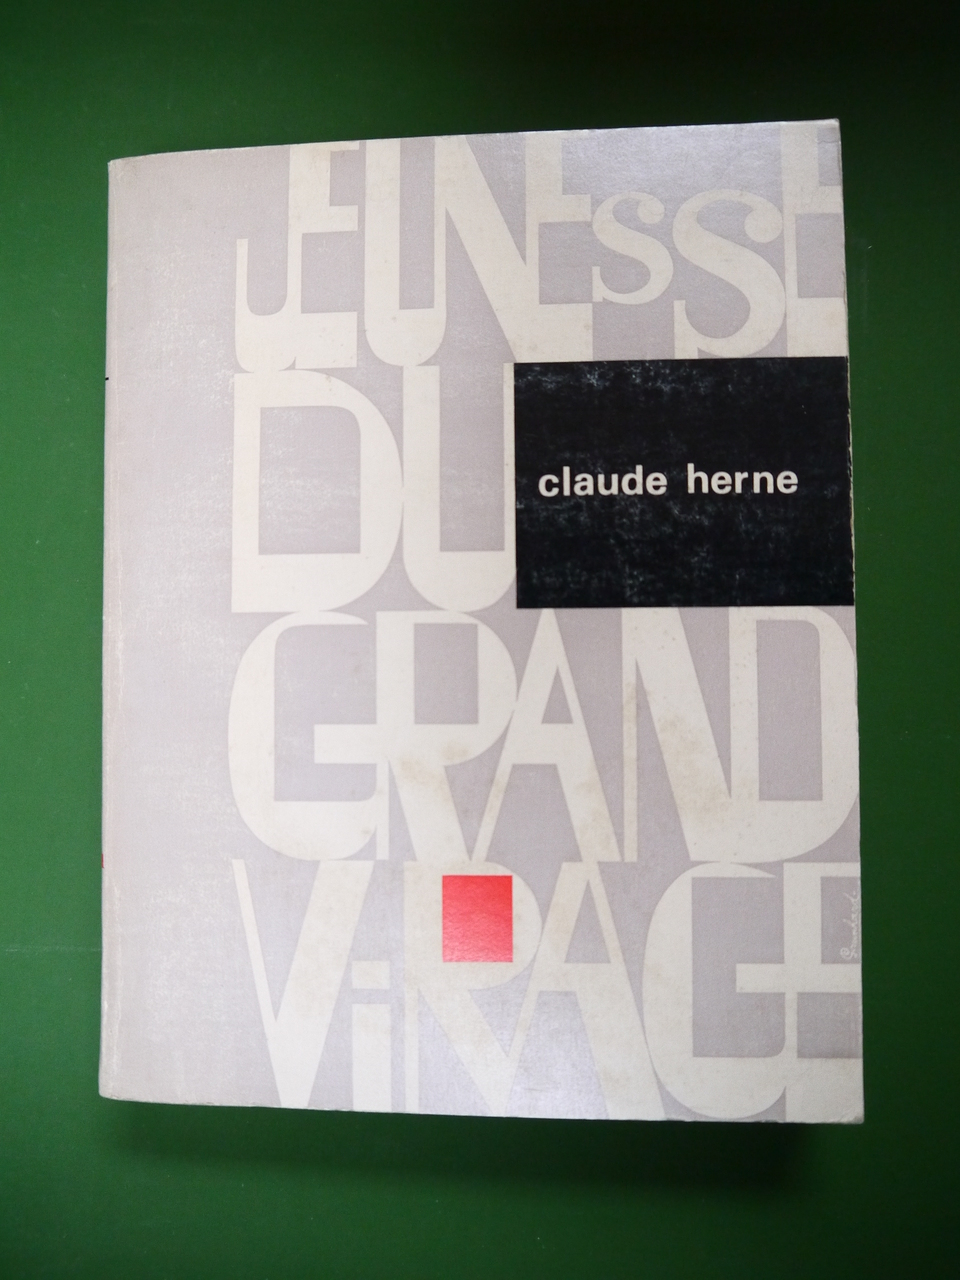 JEUNESSE
DU
claude herne
GRAND
ViRAGE